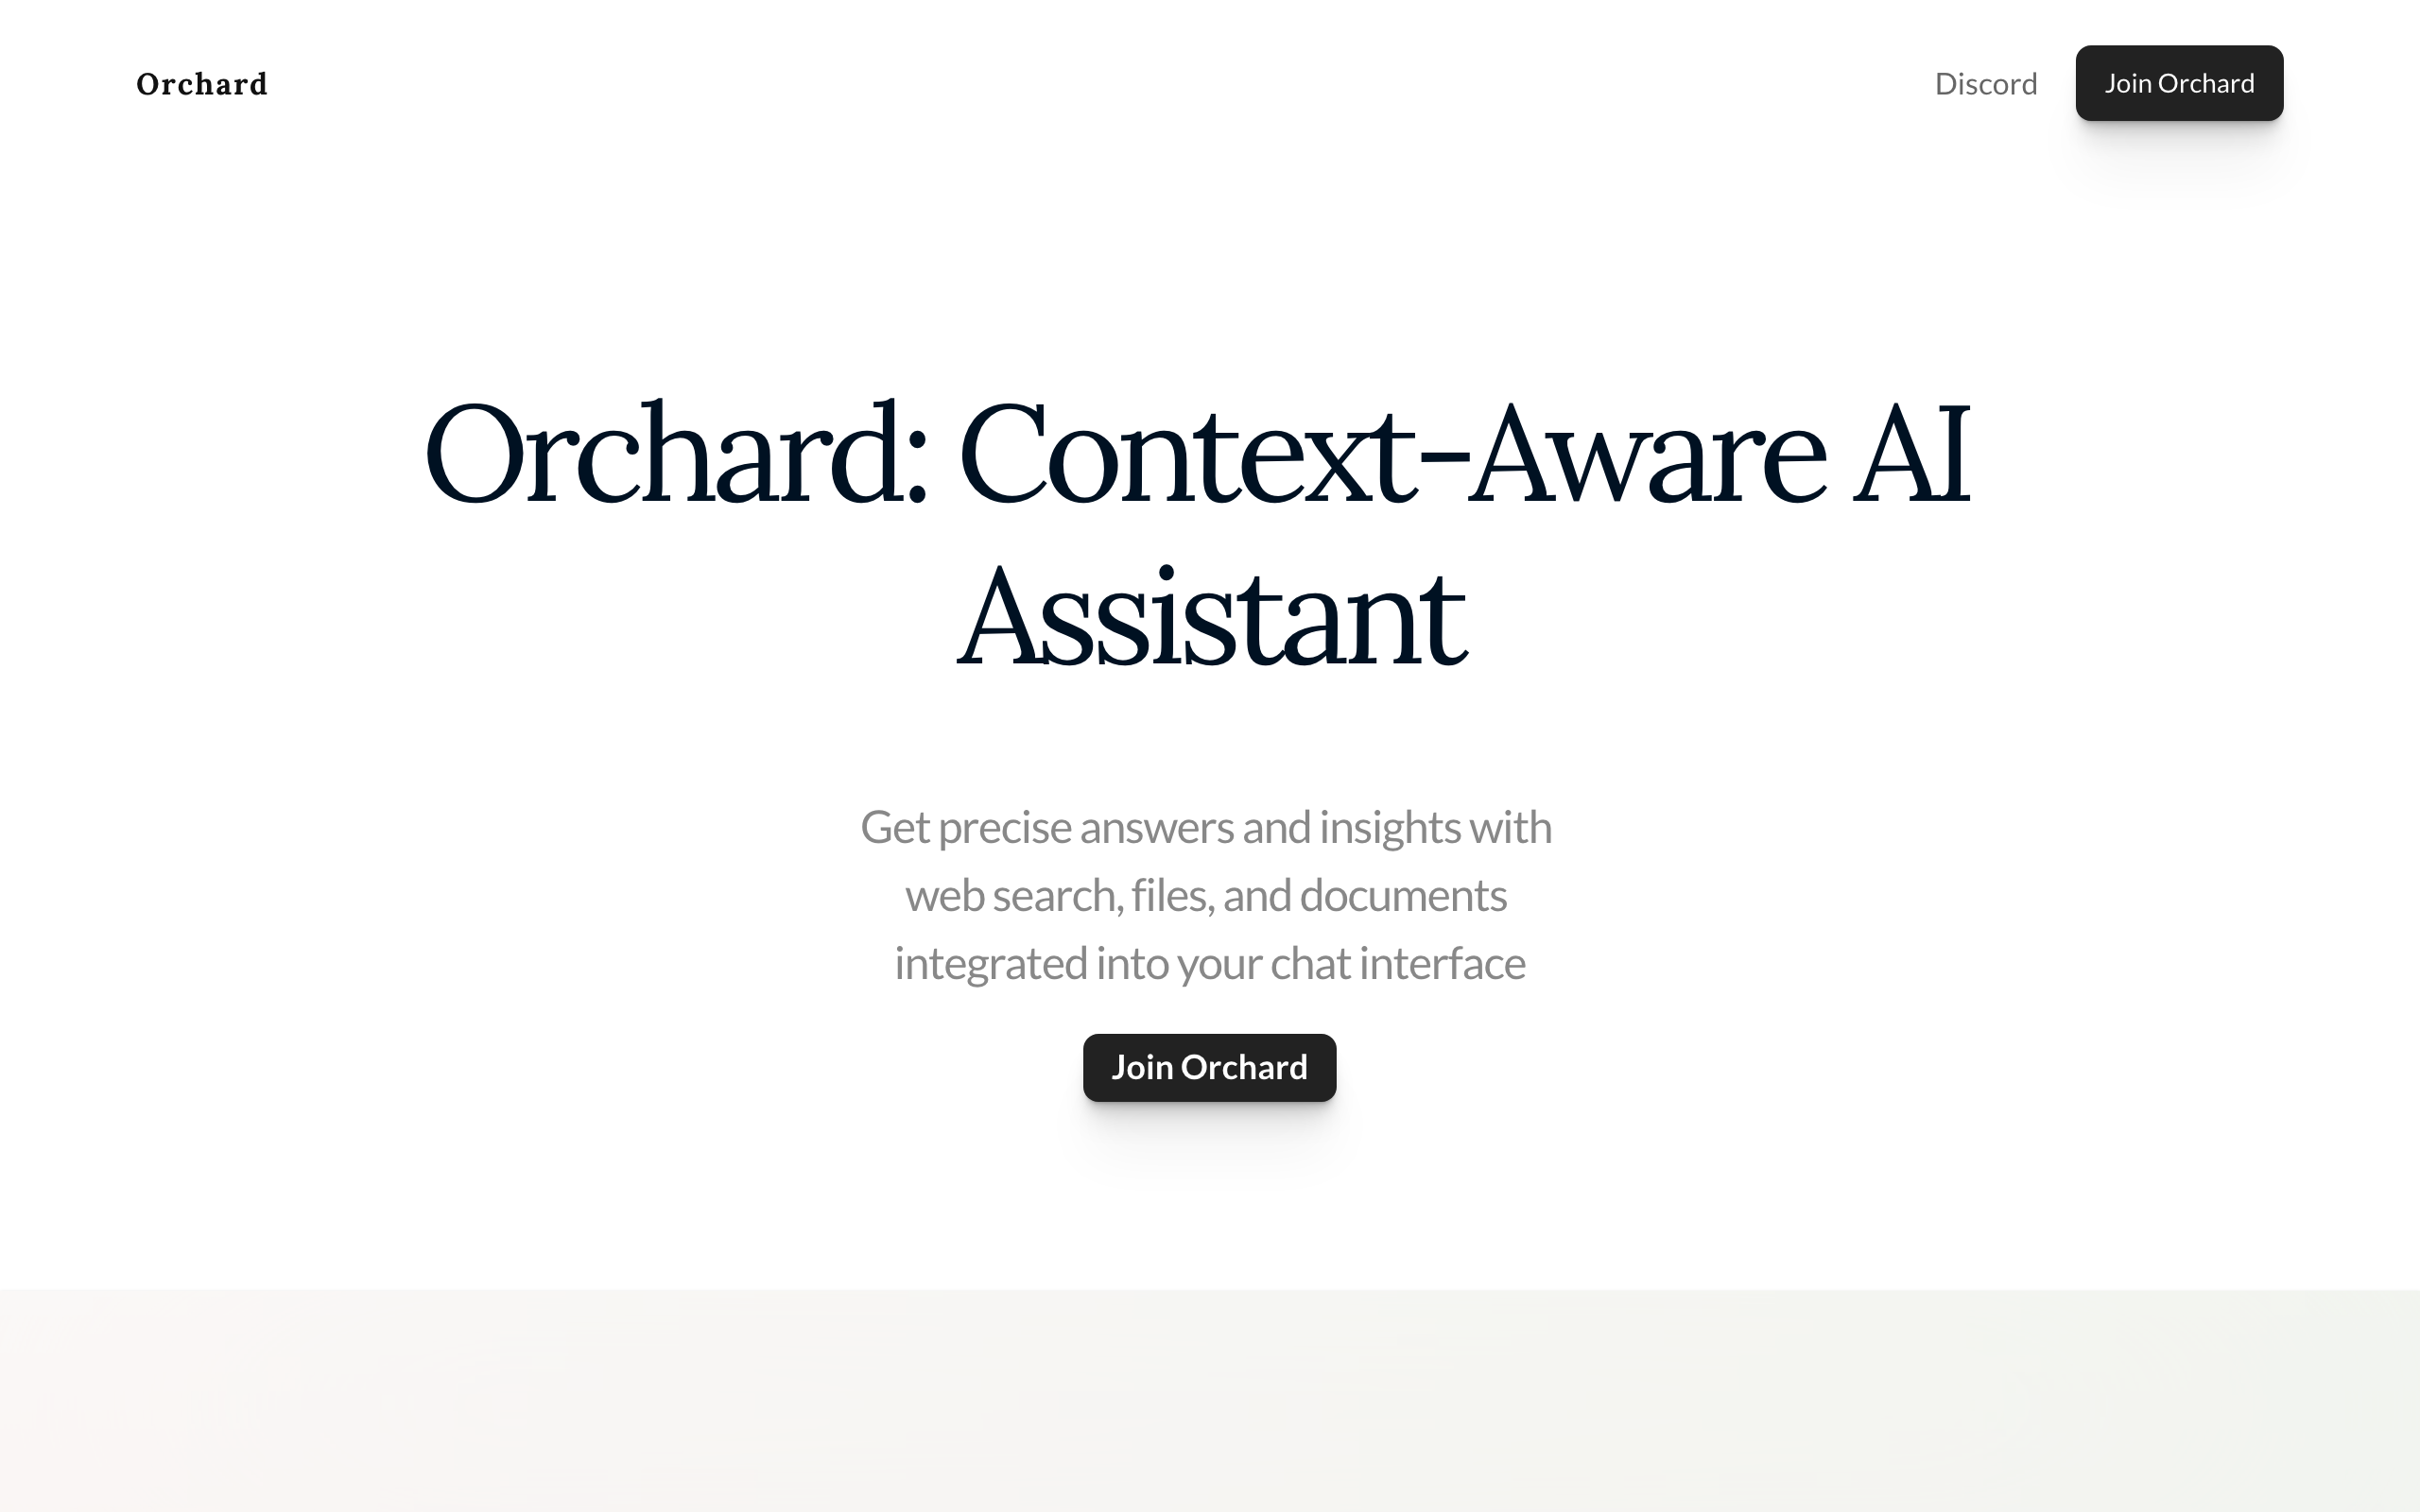 Orchard
Discord
Join Orchard
Orchard: Context-Aware AI
Assistant
Get precise answers and insights with
web search, files, and documents
integrated into your chat interface
Join Orchard